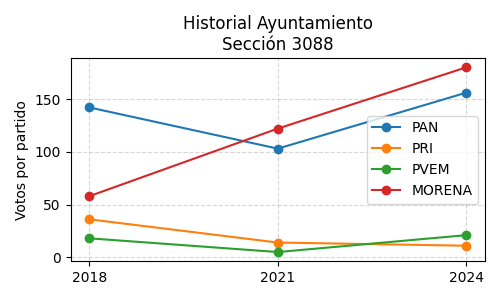 Historial Ayuntamiento
Sección 3088
Votos por partido
150
100
50
0
2018
2021
2024
PAN
PRI
PVEM
MORENA